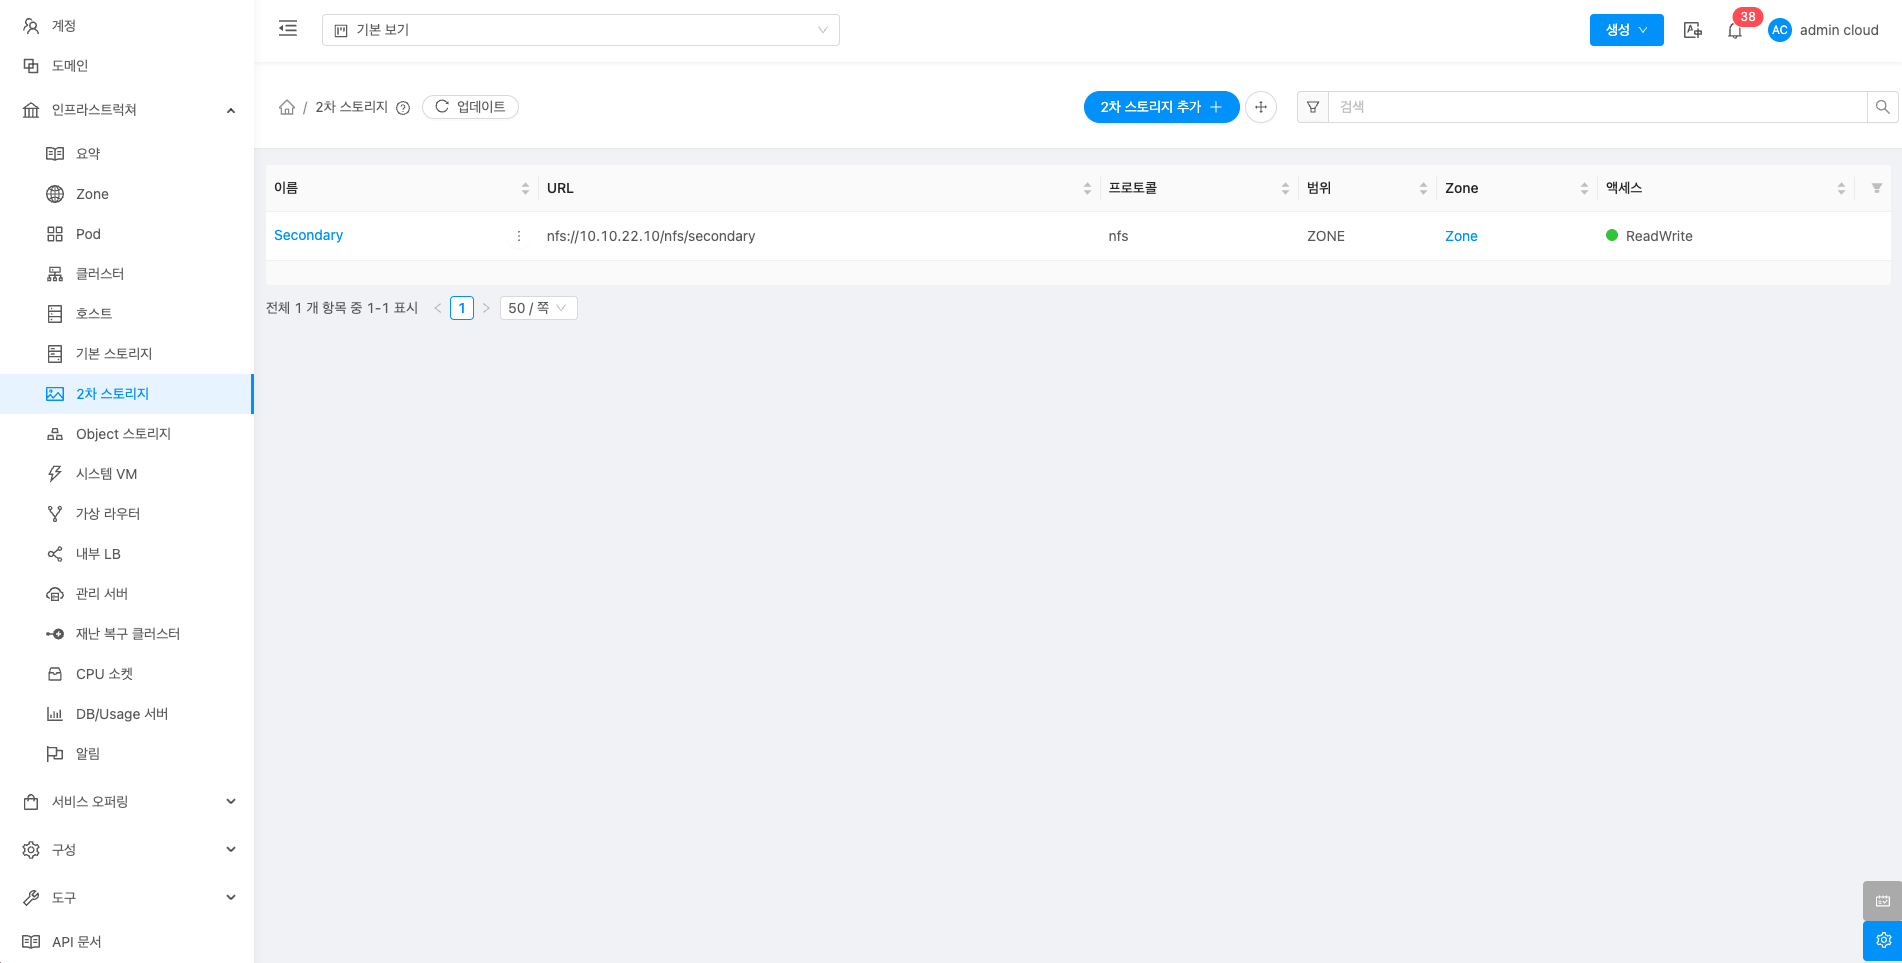 계정
도메인
인프라스트럭쳐
요약
Zone
Pod
클러스터
호스트
기본 스토리지
2차 스토리지
Object 스토리지
시스템 VM
가상 라우터
내부 LB
관리 서버
재난 복구 클러스터
CPU 소켓
DB/Usage 서버
알림
서비스 오퍼링
구성
도구
API 문서
기본 보기
생성
38
AC admin cloud
/ 2차 스토리지
업데이트
2차 스토리지 추가
검색
이름 URL 프로토콜 범위 Zone 액세스
Secondary nfs://10.10.22.10/nfs/secondary nfs ZONE Zone ReadWrite
전체 1 개 항목 중 1-1 표시 < 1 > 50 / 쪽